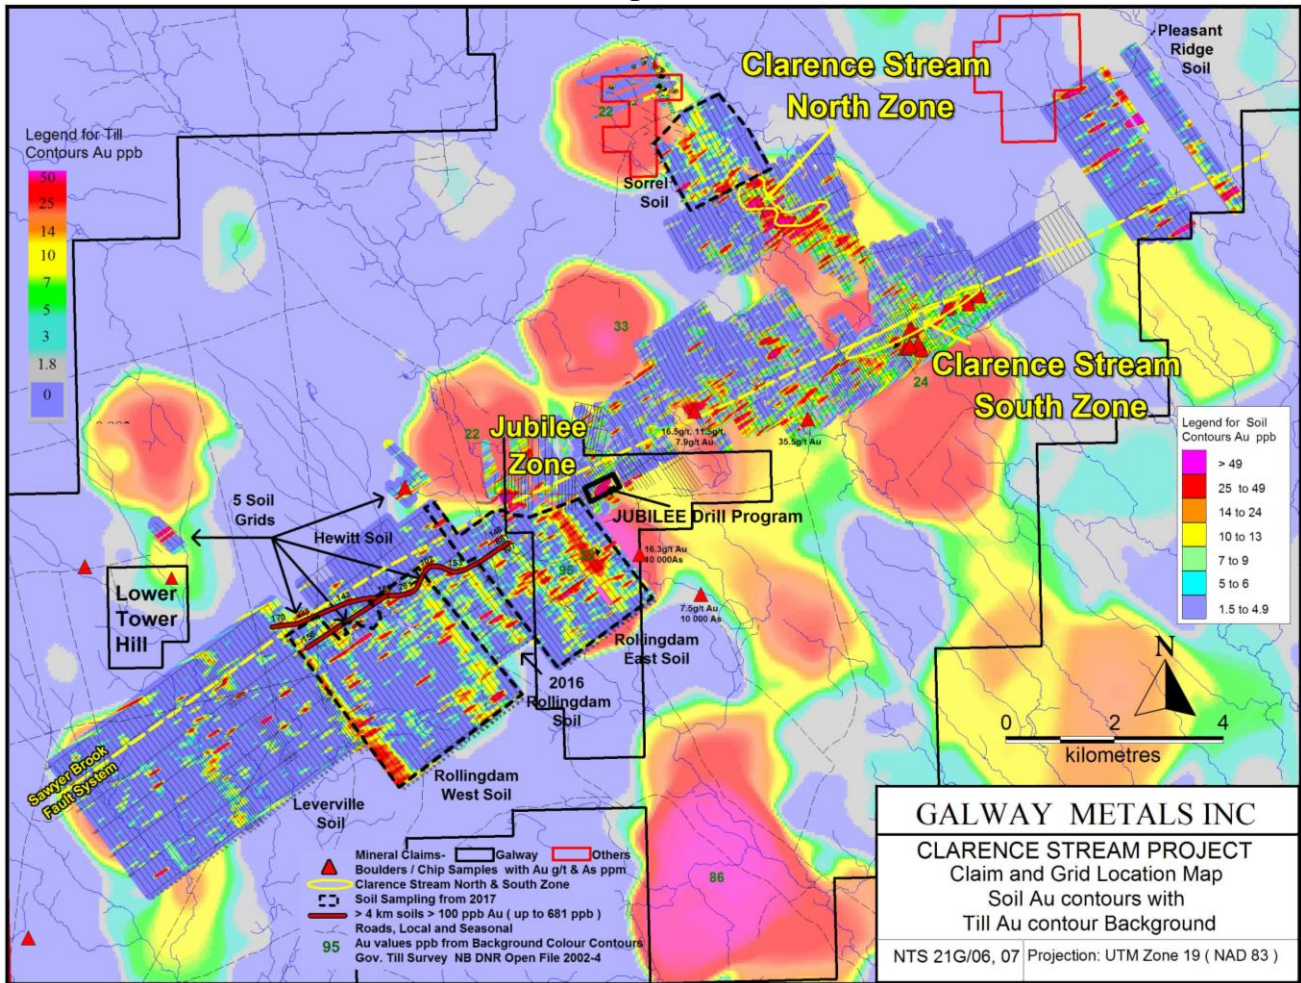 Pleasant
Ridge
Soil
Clarence Stream
North Zone
22
Legend for Till
Contours Au ppb
50
25
14
10
7
5
3
1.8
0
Sorrel
Soil
33
Clarence Stream
South Zone
24
16.5g/t, 11.5g/t,
7.9g/t Au
35.5g/t Au
22
Jubilee
Zone
Legend for Soil
Contours Au ppb
> 49
25 to 49
14 to 24
10 to 13
7 to 9
5 to 6
1.5 to 4.9
5 Soil
Grids
Hewitt Soil
JUBILEE Drill Program
16.3g/t Au
10 000As
7.5g/t Au
10 000 As
Lower
Tower
Hill
Rollingdam
East Soil
2016
Rollingdam
Soil
N
0 2 4
kilometres
Sawyer Brook
Fault System
Rollingdam
West Soil
Leverville
Soil
86
Mineral Claims- Galway Others
Boulders / Chip Samples with Au g/t & As ppm
Clarence Stream North & South Zone
Soil Sampling from 2017
> 4 km soils > 100 ppb Au ( up to 681 ppb )
Roads, Local and Seasonal
95 Au values ppb from Background Colour Contours
Gov. Till Survey NB DNR Open File 2002-4
GALWAY METALS INC
CLARENCE STREAM PROJECT
Claim and Grid Location Map
Soil Au contours with
Till Au contour Background
NTS 21G/06, 07 Projection: UTM Zone 19 ( NAD 83 )